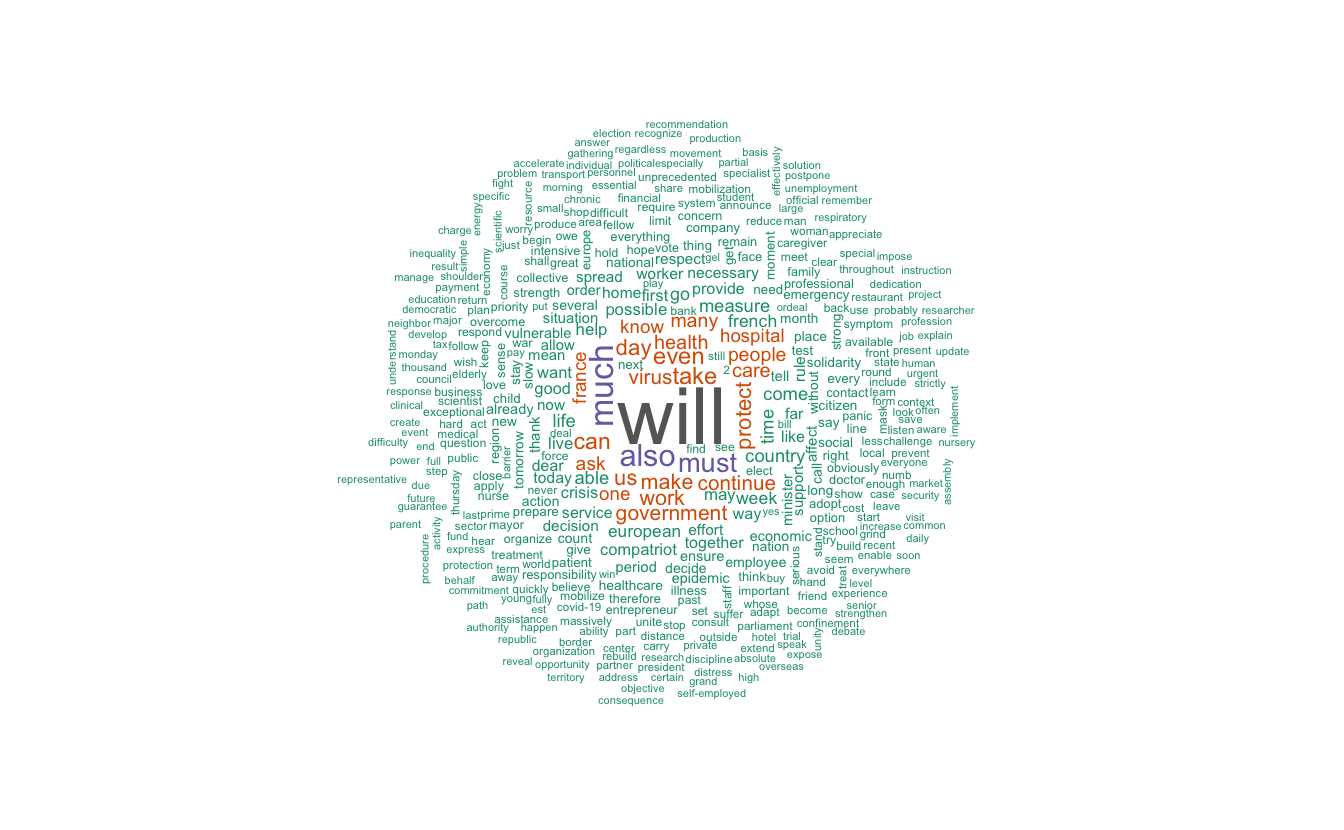 recommendation
election recognize production
answer
gathering regardless movement basis effectively
accelerate individual political especially partial solution
problem transport personnel unprecedented specialist postpone
fight morning essential share mobilization student unemployment
specific resource chronic financial system announce official remember
energy scientific small shop difficult require concern large
charge worry produce area fellow limit company reduce man respiratory
just begin owe everything vote thing remain woman appreciate
inequality simple intensive europe hold hope respect gel get face moment caregiver special impose
result economy shall great national worker necessary meet clear throughout instruction
manage shoulder course collective spread play family
payment strength order home first go provide need professional dedication
education return priority put several possible bank measure emergency restaurant project
democratic plan situation ordeal back use probably researcher
neighbor major overcome know many french month strong symptom profession
develop respond vulnerable help health hospital place available job explain
understand tax follow keep war allow day even still people test rule solidarity front present update
monday wish sense pay mean much france next virus take 2 care tell state human
thousand elderly stay slow want every round urgent
council love good will protect come without contact include learn strictly
response business child now time far citizen form context implement
clinical scientist already bill panic mask look often
create exceptional new life like say listen aware
event hard act deal line less challenge nursery
difficulty medical region thank live can find see affect social local prevent
end question barrier force also must country right everyone
power full public tomorrow dear ask elect call obviously numb assembly
representative step close today able us make continue support doctor enough market
due apply never crisis one work may week minister long show case security
future nurse action government way yes adopt cost leave
guarantee thursday last prime prepare service option start visit
parent activity sector mayor decision european effort economic stand school increase common
procedure fund hear organize count compatriot together nation try build grind recent daily
express treatment give ensure serious seem enable soon
protection term world patient period decide employee avoid everywhere
behalf away responsibility win epidemic think buy hand treat level
commitment quickly believe healthcare illness staff important friend experience
path young fully mobilize therefore past whose become senior
est covid-19 entrepreneur set suffer adapt strengthen
assistance massively unite stop consult parliament confinement
authority happen ability part distance outside hotel trial unity debate
republic border center carry private extend speak
organization rebuild research discipline absolute expose
reveal opportunity partner president distress overseas
territory address certain grand high
objective self-employed
consequence